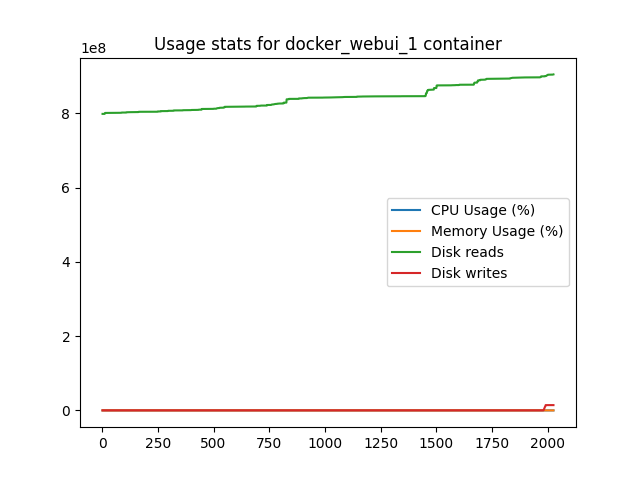 Usage stats for docker_webui_1 container
1e8
8
6
4
2
0
CPU Usage (%)
Memory Usage (%)
Disk reads
Disk writes
0 250 500 750 1000 1250 1500 1750 2000